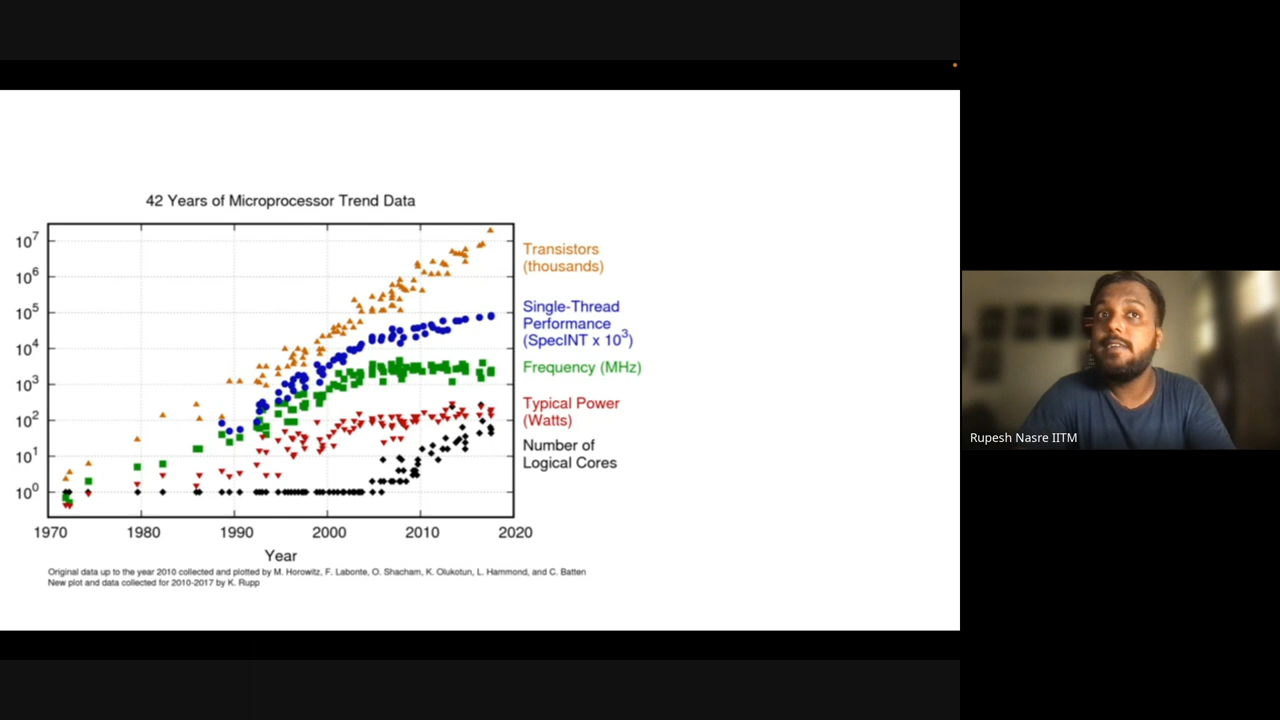 42 Years of Microprocessor Trend Data
10^7
10^6
10^5
10^4
10^3
10^2
10^1
10^0
Transistors
(thousands)
Single-Thread
Performance
(SpecINT x 10^3)
Frequency (MHz)
Typical Power
(Watts)
Number of
Logical Cores
1970 1980 1990 2000 2010 2020
Year
Original data up to the year 2010 collected and plotted by M. Horowitz, F. Labonte, O. Shacham, K. Olukotun, L. Hammond, and C. Batten
New plot and data collected for 2010-2017 by K. Rupp
Rupesh Nasre IITM